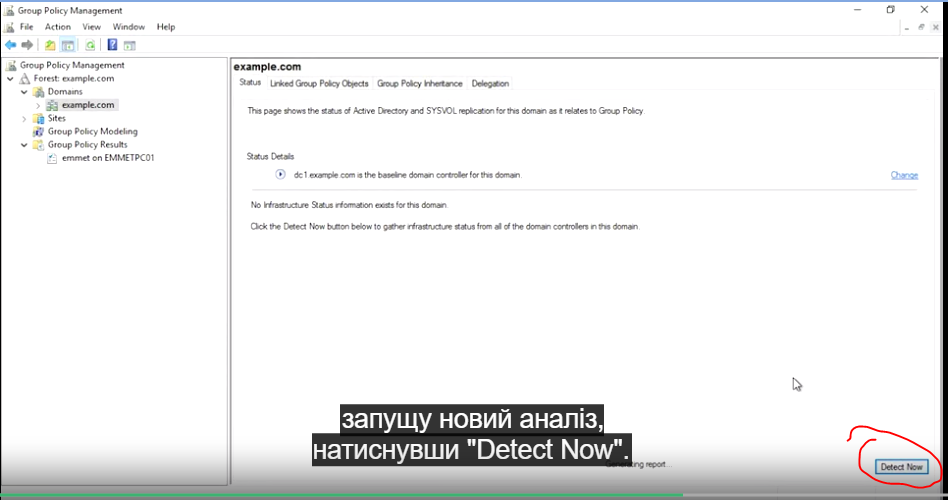 Group Policy Management
File Action View Window Help
Group Policy Management
Forest: example.com
Domains
example.com
Sites
Group Policy Modeling
Group Policy Results
emmet on EMMETPC01
example.com
Status Linked Group Policy Objects Group Policy Inheritance Delegation
This page shows the status of Active Directory and SYSVOL replication for this domain as it relates to Group Policy
Status Details
dc1.example.com is the baseline domain controller for this domain.
Change
No Infrastructure Status information exists for this domain.
Click the Detect Now button below to gather infrastructure status from all of the domain controllers in this domain.
запущу новий аналіз,
натиснувши "Detect Now".
Generating report...
Detect Now